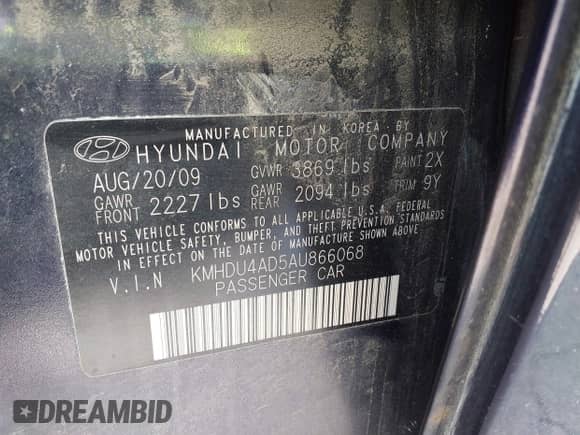 MANUFACTURED IN KOREA BY
HYUNDAI MOTOR COMPANY
AUG/20/09 GVWR 3869 lbs PAINT 2X
GAWR FRONT 2227 lbs GAWR REAR 2094 lbs TRIM 9Y
THIS VEHICLE CONFORMS TO ALL APPLICABLE U.S.A. FEDERAL
MOTOR VEHICLE SAFETY, BUMPER, AND THEFT PREVENTION STANDARDS
IN EFFECT ON THE DATE OF MANUFACTURE SHOWN ABOVE.
V.I.N KMHDU4AD5AU866068
PASSENGER CAR
DREAMBID